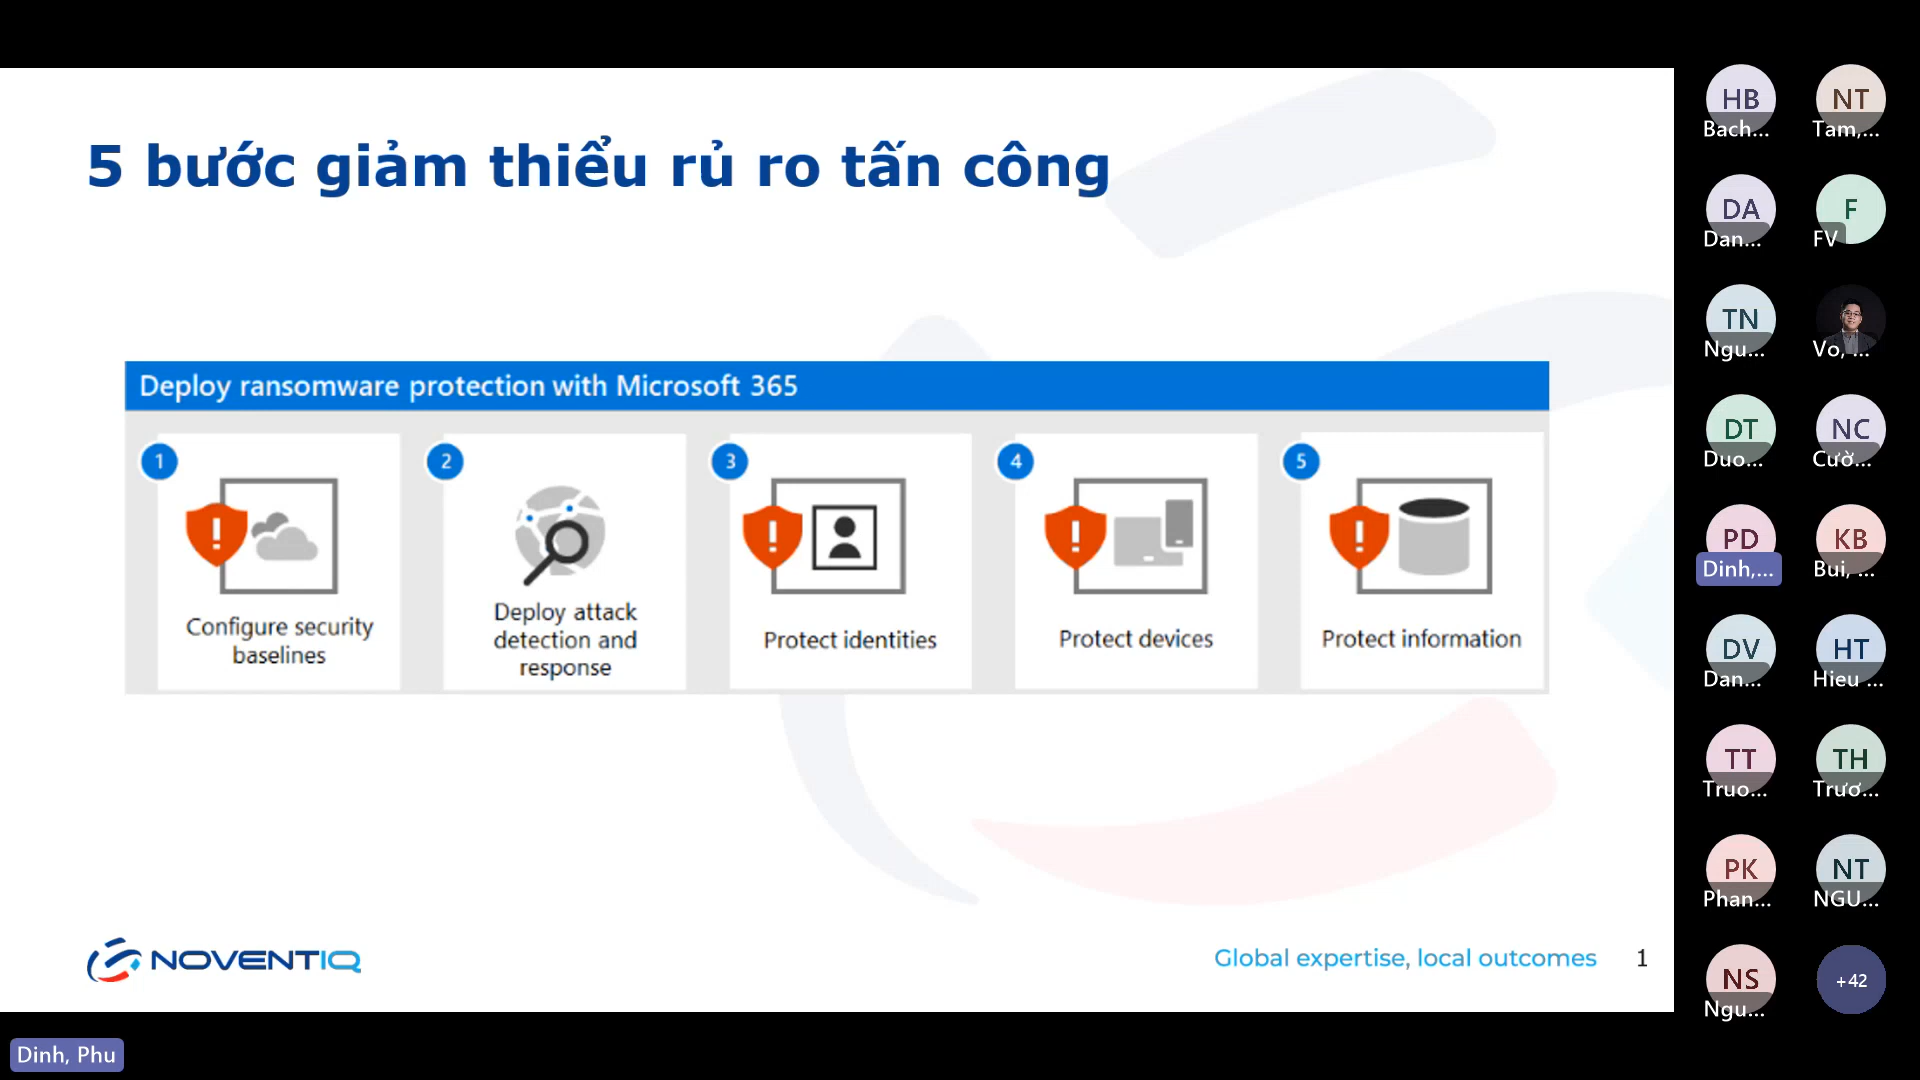 5 bước giảm thiểu rủ ro tấn công
Deploy ransomware protection with Microsoft 365
1
Configure security
baselines
2
Deploy attack
detection and
response
3
Protect identities
4
Protect devices
5
Protect information
NOVENTIQ
Global expertise, local outcomes
1
Dinh, Phu
HB
Bach...
NT
Tam,...
DA
Dan...
F
FV
TN
Ngu...
Vo, ...
DT
Duo...
NC
Cườ...
PD
Dinh,...
KB
Bui, ...
DV
Dan...
HT
Hieu ...
TT
Truo...
TH
Trươ...
PK
Phan...
NT
NGU...
NS
Ngu...
+42